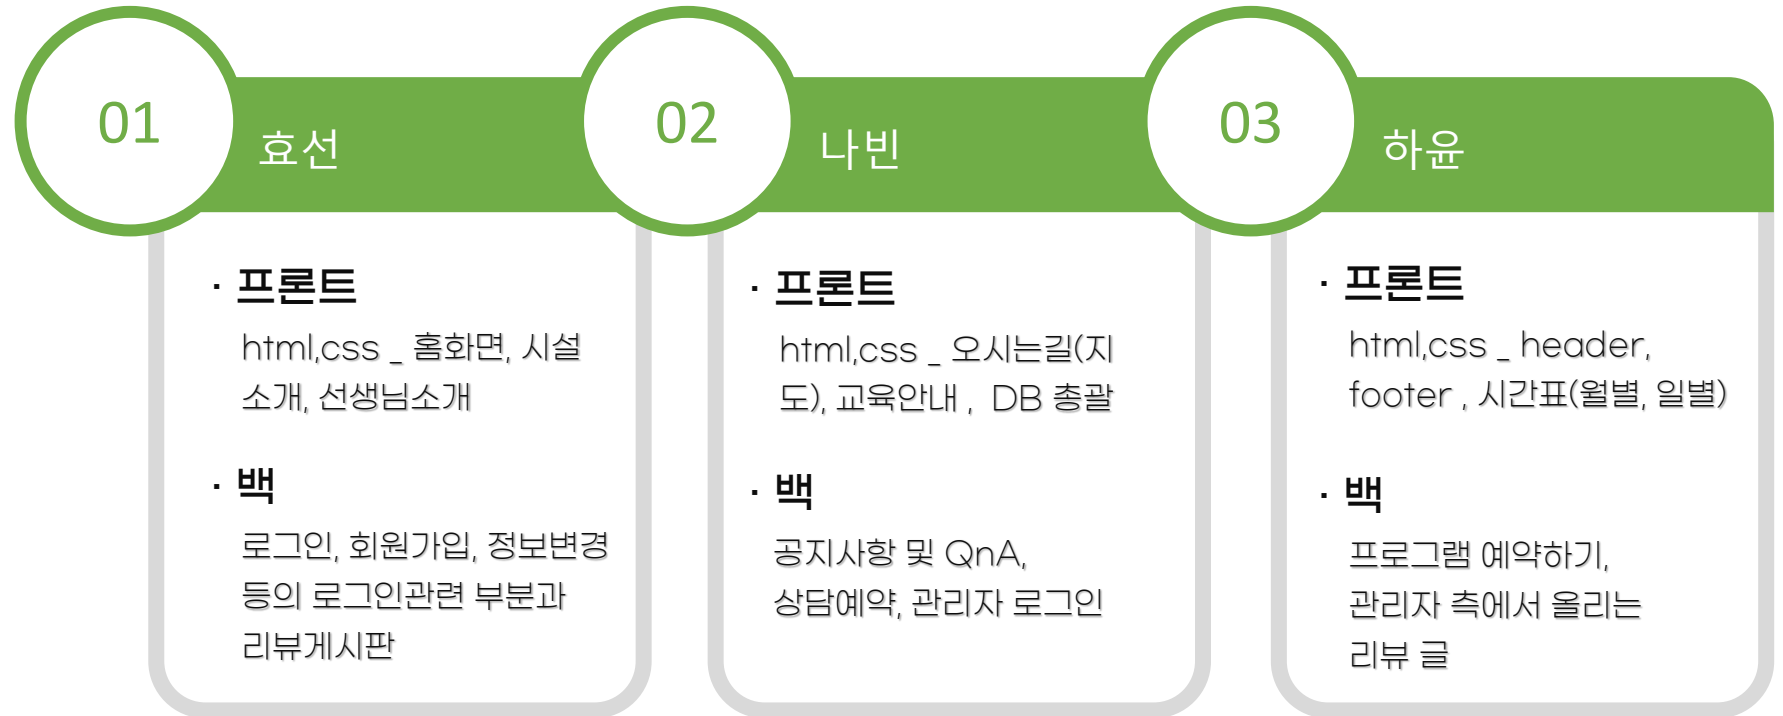 01
효선
· 프론트
html,css _ 홈화면, 시설
소개, 선생님소개
· 백
로그인, 회원가입, 정보변경
등의 로그인관련 부분과
리뷰게시판
02
나빈
· 프론트
html,css _ 오시는길(지
도), 교육안내 , DB 총괄
· 백
공지사항 및 QnA,
상담예약, 관리자 로그인
03
하윤
· 프론트
html,css _ header,
footer , 시간표(월별, 일별)
· 백
프로그램 예약하기,
관리자 측에서 올리는
리뷰 글